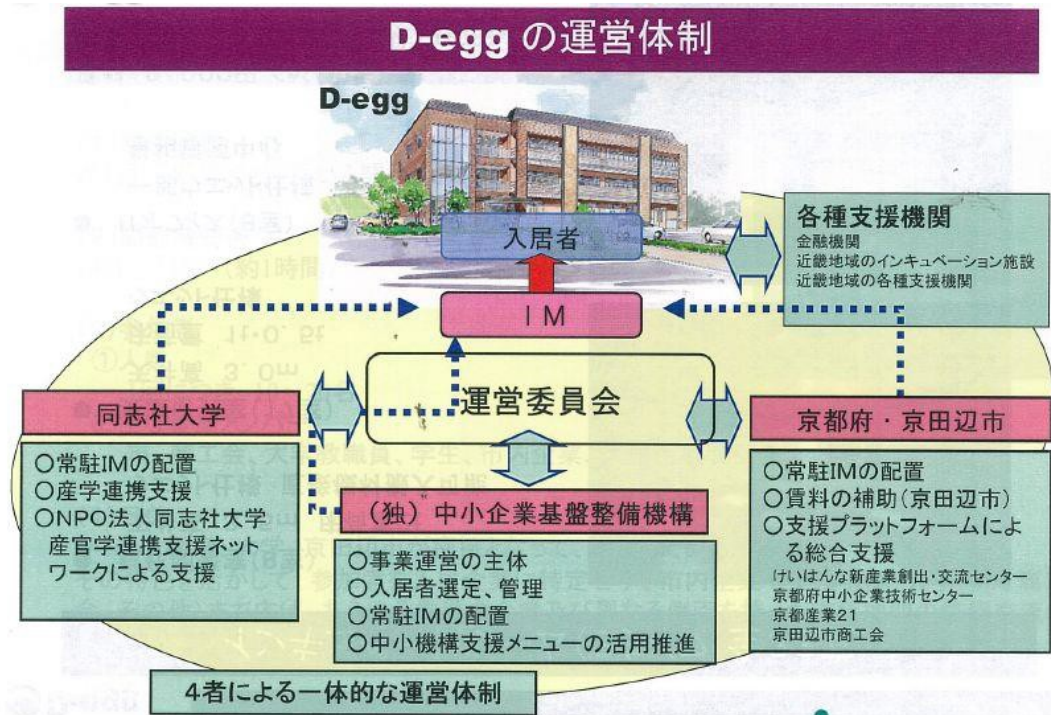 D-egg の運営体制
D-egg
入居者
各種支援機関
金融機関
近畿地域のインキュベーション施設
近畿地域の各種支援機関
IM
運営委員会
同志社大学
○常駐IMの配置
○産学連携支援
○NPO法人同志社大学
産官学連携支援ネット
ワークによる支援
（独）中小企業基盤整備機構
○事業運営の主体
○入居者選定、管理
○常駐IMの配置
○中小機構支援メニューの活用推進
京都府・京田辺市
○常駐IMの配置
○賃料の補助（京田辺市）
○支援プラットフォームによ
る総合支援
けいはんな新産業創出・交流センター
京都府中小企業技術センター
京都産業21
京田辺市商工会
4者による一体的な運営体制